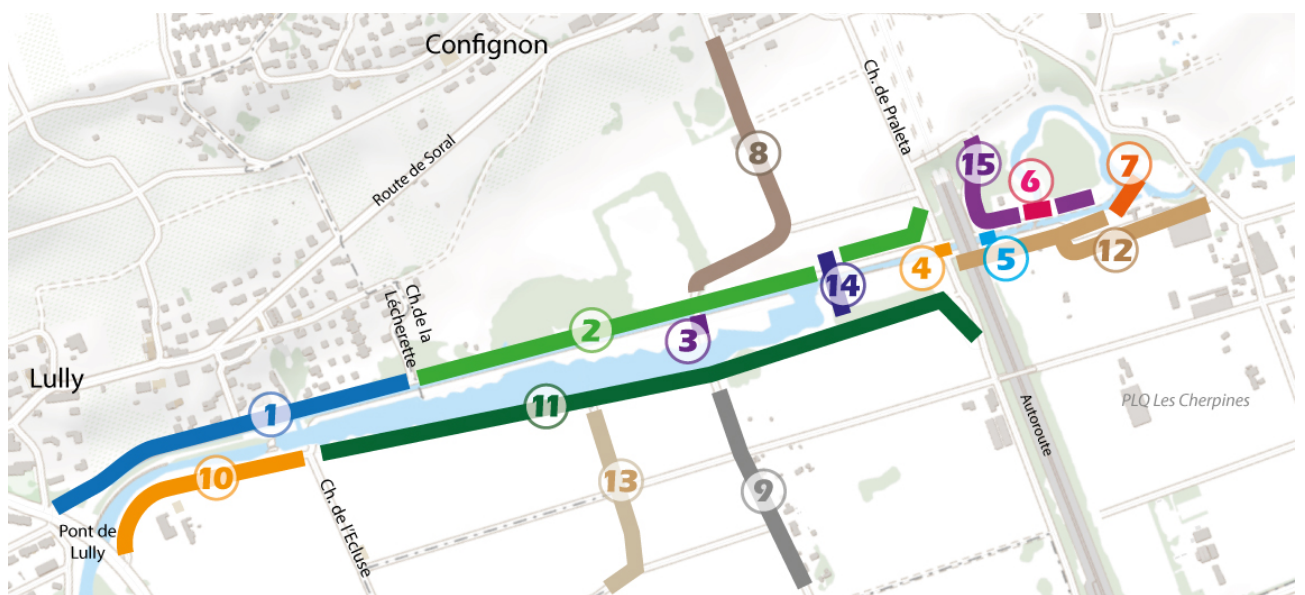 Confignon
Ch. de Praleta
8
Route de Soral
15
6
7
5
12
4
14
Ch. de la
Lécherette
2
3
Lully
1
11
PLQ Les Cherpines
Autoroute
10
13
9
Ch. de l'Ecluse
Pont de
Lully